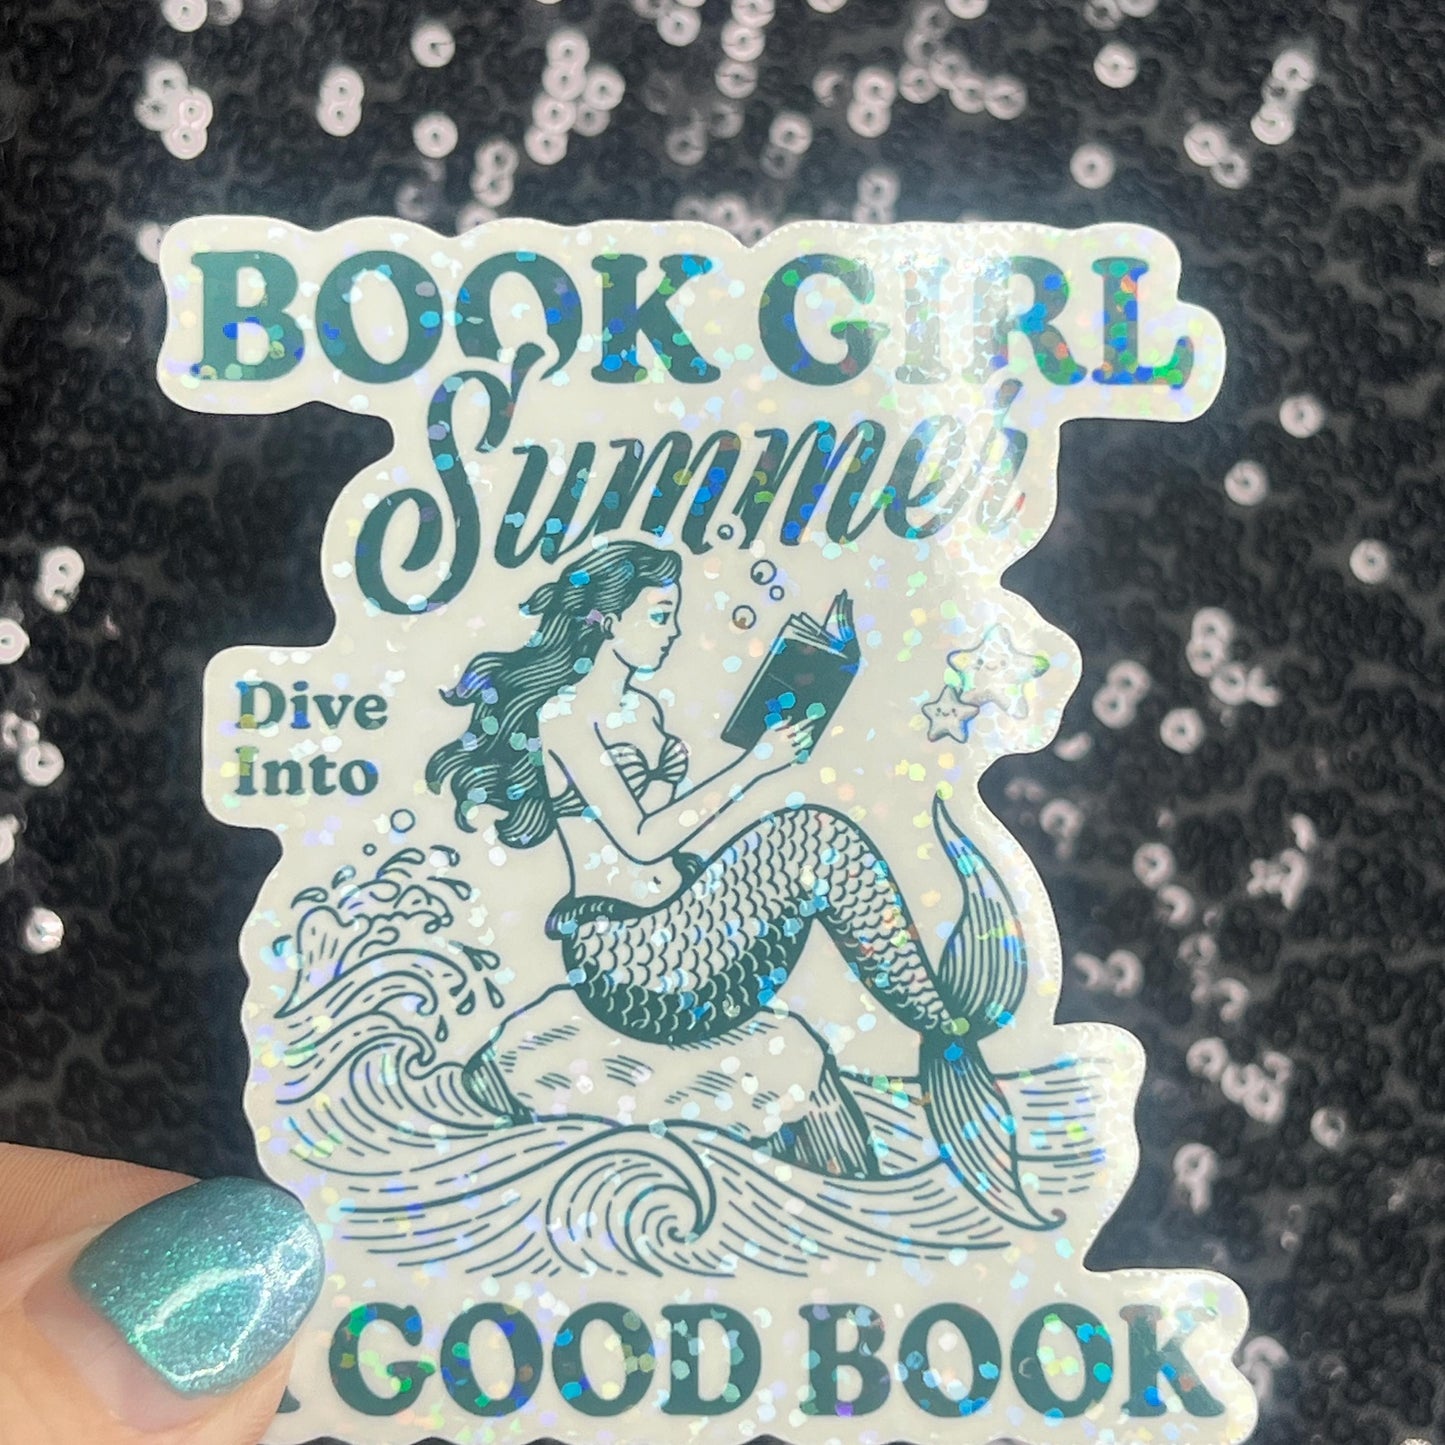 BOOK GIRL
Summer
Dive
Into
A GOOD BOOK